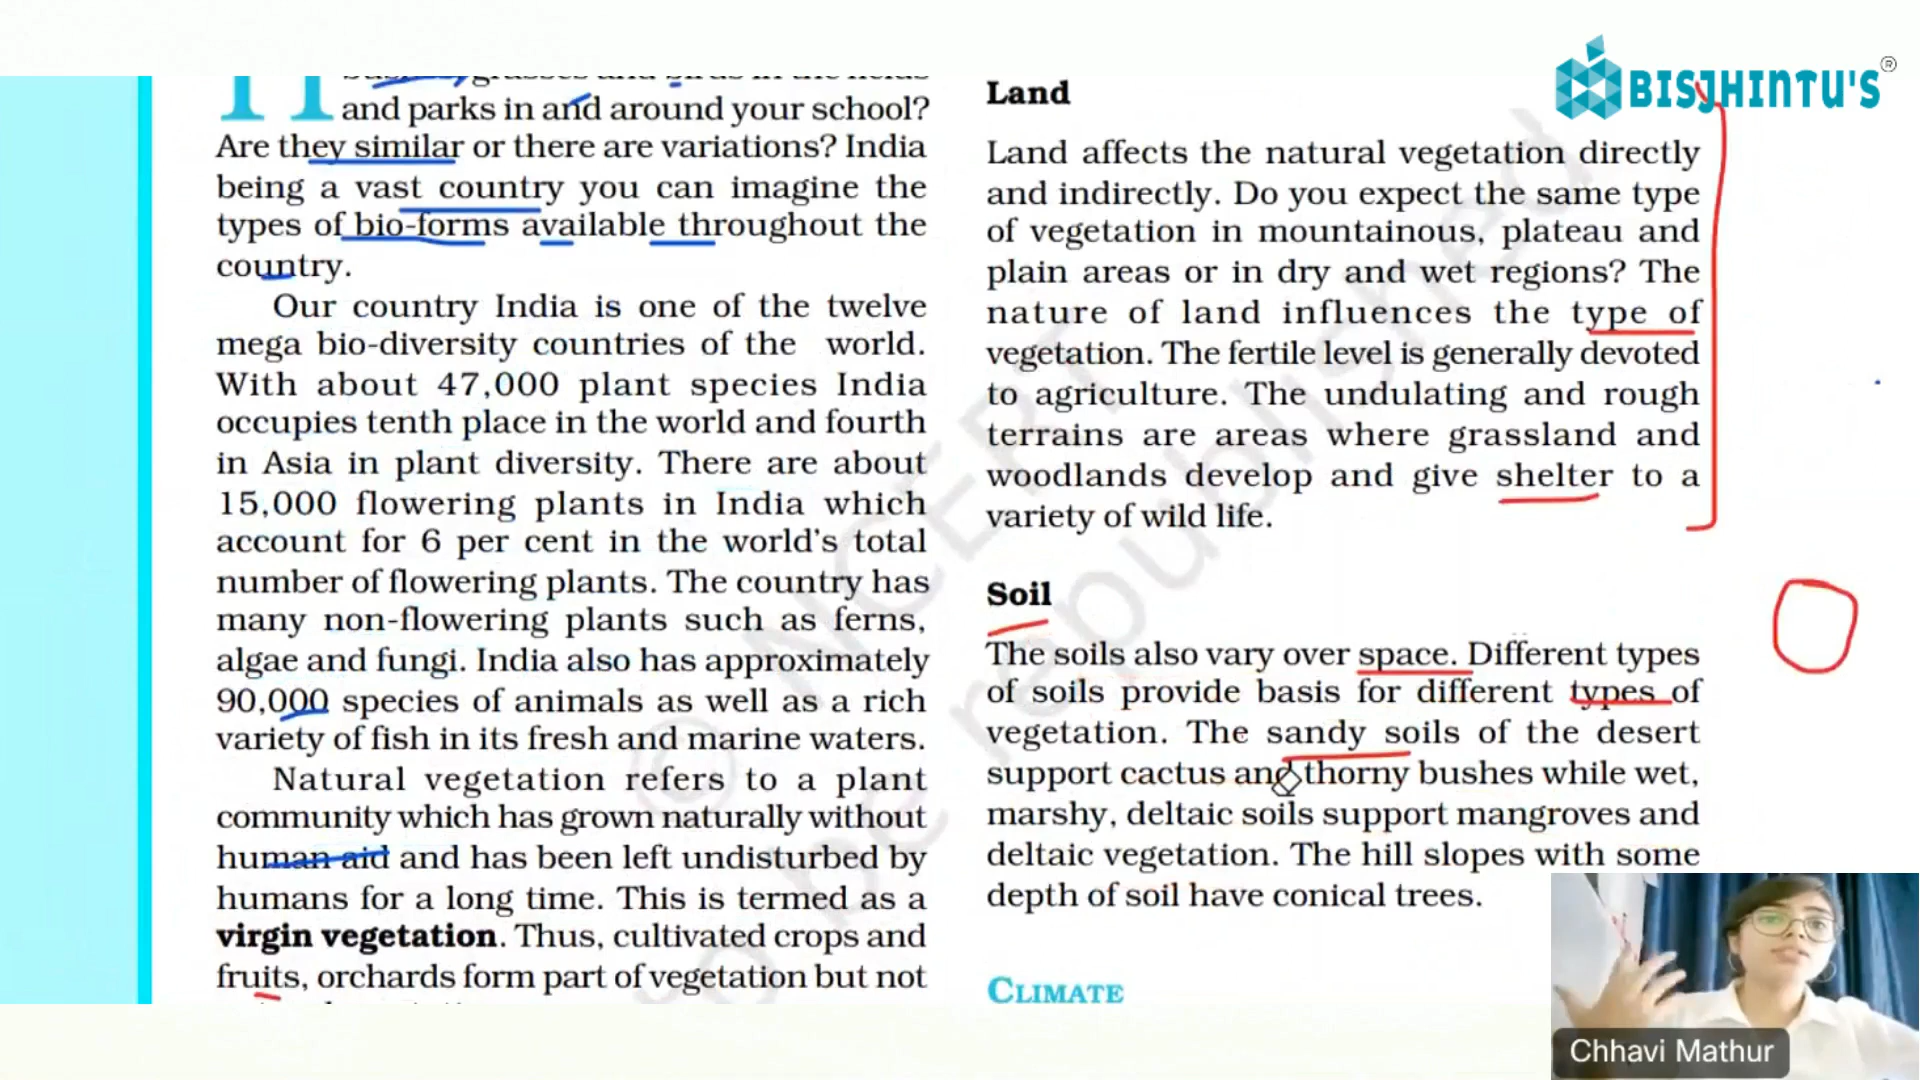 BISJHINTU'S ®
grasses and birds in the fields
and parks in and around your school?
Are they similar or there are variations? India
being a vast country you can imagine the
types of bio-forms available throughout the
country.
Our country India is one of the twelve
mega bio-diversity countries of the world.
With about 47,000 plant species India
occupies tenth place in the world and fourth
in Asia in plant diversity. There are about
15,000 flowering plants in India which
account for 6 per cent in the world's total
number of flowering plants. The country has
many non-flowering plants such as ferns,
algae and fungi. India also has approximately
90,000 species of animals as well as a rich
variety of fish in its fresh and marine waters.
Natural vegetation refers to a plant
community which has grown naturally without
human aid and has been left undisturbed by
humans for a long time. This is termed as a
virgin vegetation. Thus, cultivated crops and
fruits, orchards form part of vegetation but not
Land
Land affects the natural vegetation directly
and indirectly. Do you expect the same type
of vegetation in mountainous, plateau and
plain areas or in dry and wet regions? The
nature of land influences the type of
vegetation. The fertile level is generally devoted
to agriculture. The undulating and rough
terrains are areas where grassland and
woodlands develop and give shelter to a
variety of wild life.
Soil
The soils also vary over space. Different types
of soils provide basis for different types of
vegetation. The sandy soils of the desert
support cactus and thorny bushes while wet,
marshy, deltaic soils support mangroves and
deltaic vegetation. The hill slopes with some
depth of soil have conical trees.
CLIMATE
© NCERT
to be republished
Chhavi Mathur